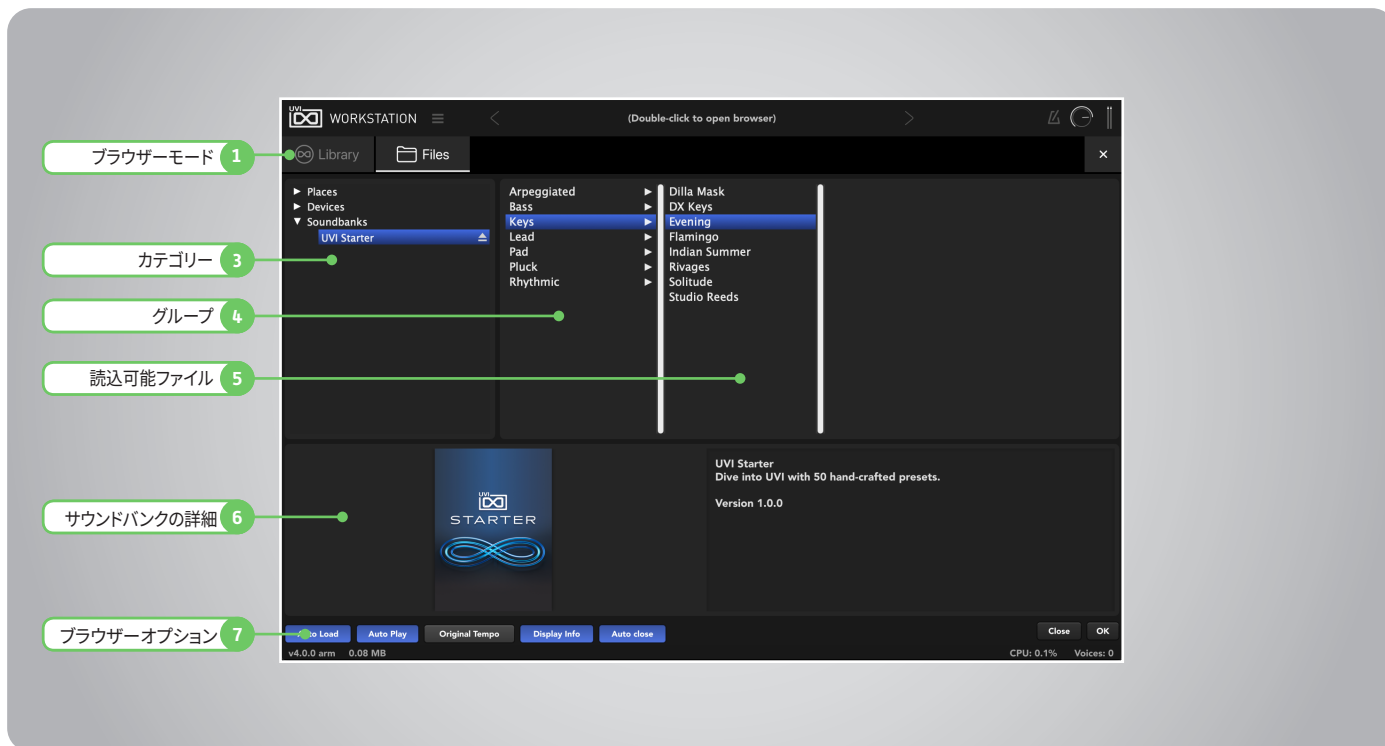 UVI
WORKSTATION
(Double-click to open browser)
ブラウザーモード 1
Library
Files
Places
Devices
Soundbanks
UVI Starter
Arpeggiated
Bass
Keys
Lead
Pad
Pluck
Rhythmic
Dilla Mask
DX Keys
Evening
Flamingo
Indian Summer
Rivages
Solitude
Studio Reeds
カテゴリー 3
グループ 4
読込可能ファイル 5
サウンドバンクの詳細 6
UVI
STARTER
UVI Starter
Dive into UVI with 50 hand-crafted presets.
Version 1.0.0
ブラウザーオプション 7
Auto Load
Auto Play
Original Tempo
Display Info
Auto close
Close
OK
v4.0.0 arm 0.08 MB
CPU: 0.1% Voices: 0